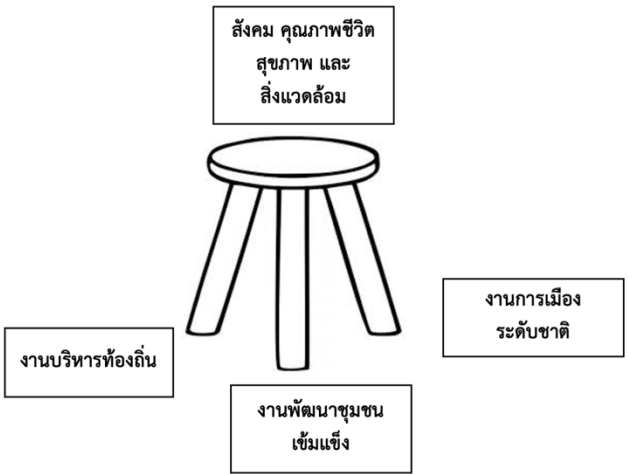 สังคม คุณภาพชีวิต
สุขภาพ และ
สิ่งแวดล้อม
งานการเมือง
ระดับชาติ
งานบริหารท้องถิ่น
งานพัฒนาชุมชน
เข้มแข็ง